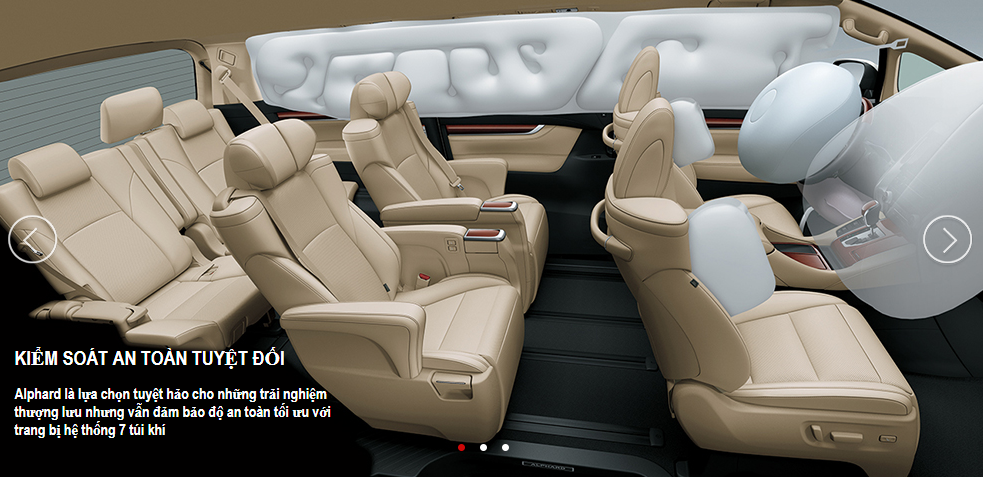 KIỂM SOÁT AN TOÀN TUYỆT ĐỐI
Alphard là lựa chọn tuyệt hảo cho những trải nghiệm
thượng lưu nhưng vẫn đảm bảo độ an toàn tối ưu với
trang bị hệ thống 7 túi khí
ALPHARD